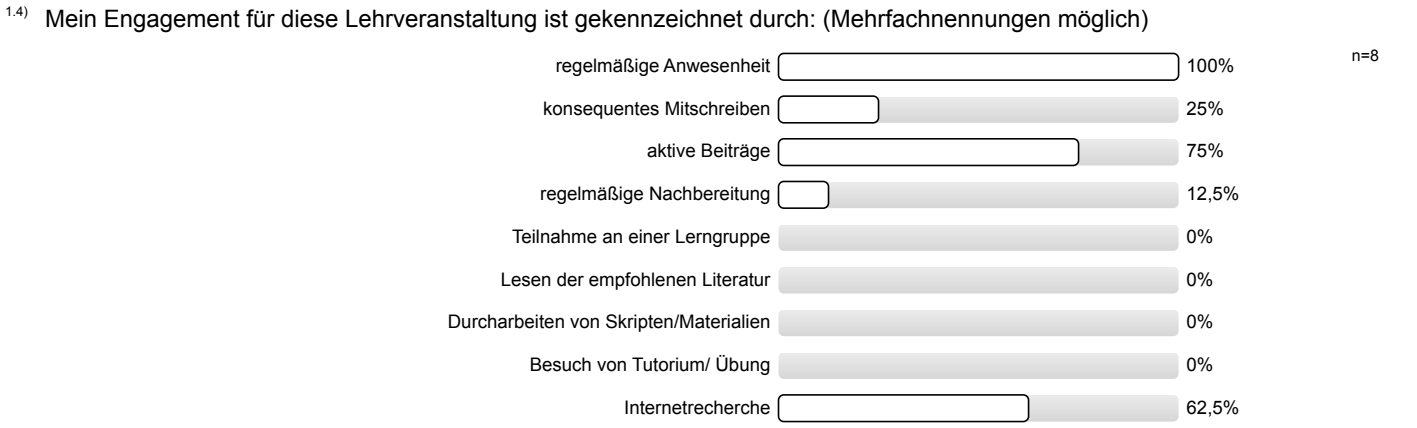 1.4) Mein Engagement für diese Lehrveranstaltung ist gekennzeichnet durch: (Mehrfachnennungen möglich)
n=8
regelmäßige Anwesenheit 100%
konsequentes Mitschreiben 25%
aktive Beiträge 75%
regelmäßige Nachbereitung 12,5%
Teilnahme an einer Lerngruppe 0%
Lesen der empfohlenen Literatur 0%
Durcharbeiten von Skripten/Materialien 0%
Besuch von Tutorium/ Übung 0%
Internetrecherche 62,5%